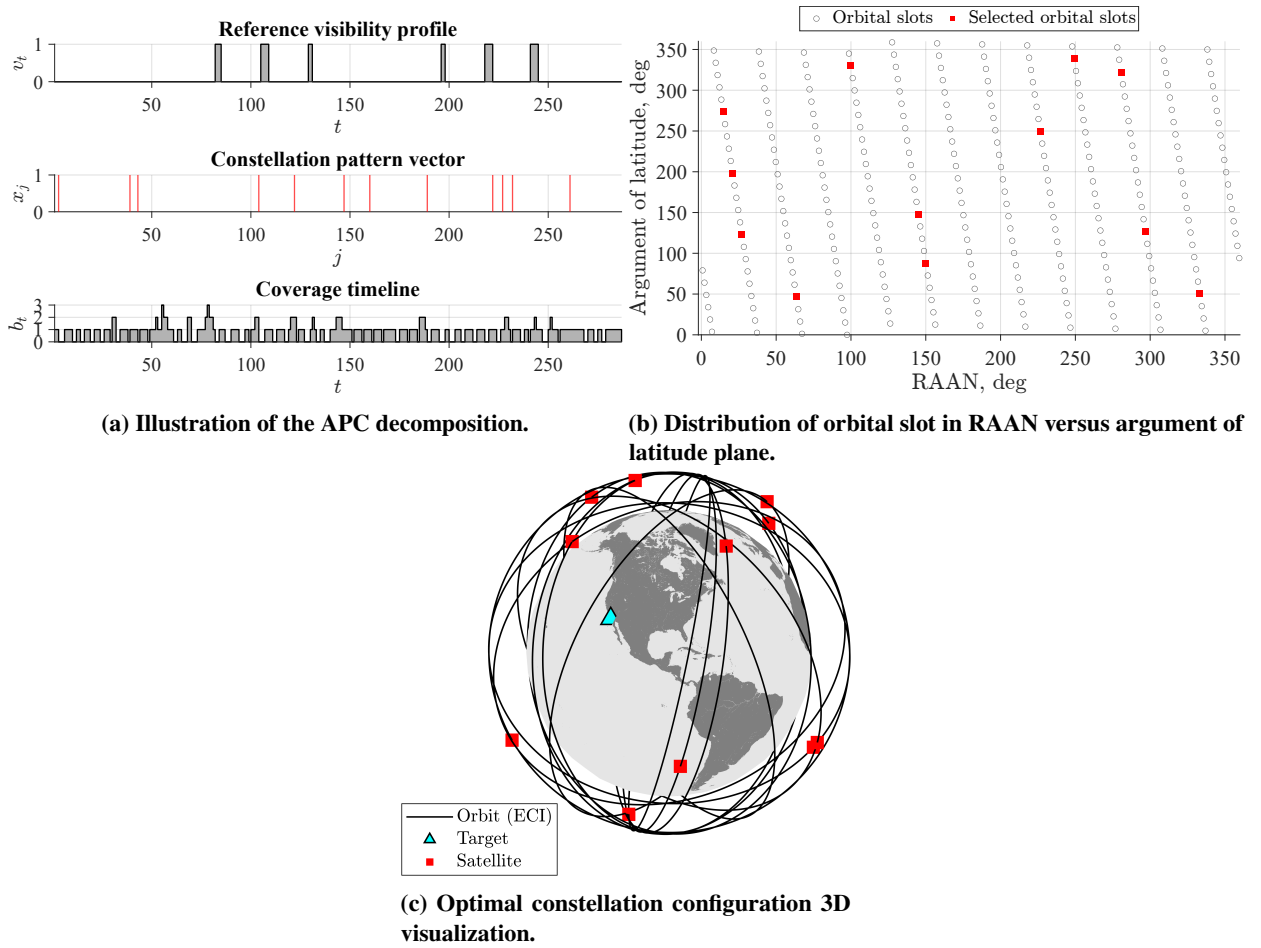 Reference visibility profile
1
0
v_t
50 100 150 200 250
t
Constellation pattern vector
1
0
x_j
50 100 150 200 250
j
Coverage timeline
3
2
1
0
b_t
50 100 150 200 250
t
(a) Illustration of the APC decomposition.
Orbital slots Selected orbital slots
350
300
250
200
150
100
50
0
Argument of latitude, deg
0 50 100 150 200 250 300 350
RAAN, deg
(b) Distribution of orbital slot in RAAN versus argument of
latitude plane.
Orbit (ECI)
Target
Satellite
(c) Optimal constellation configuration 3D
visualization.